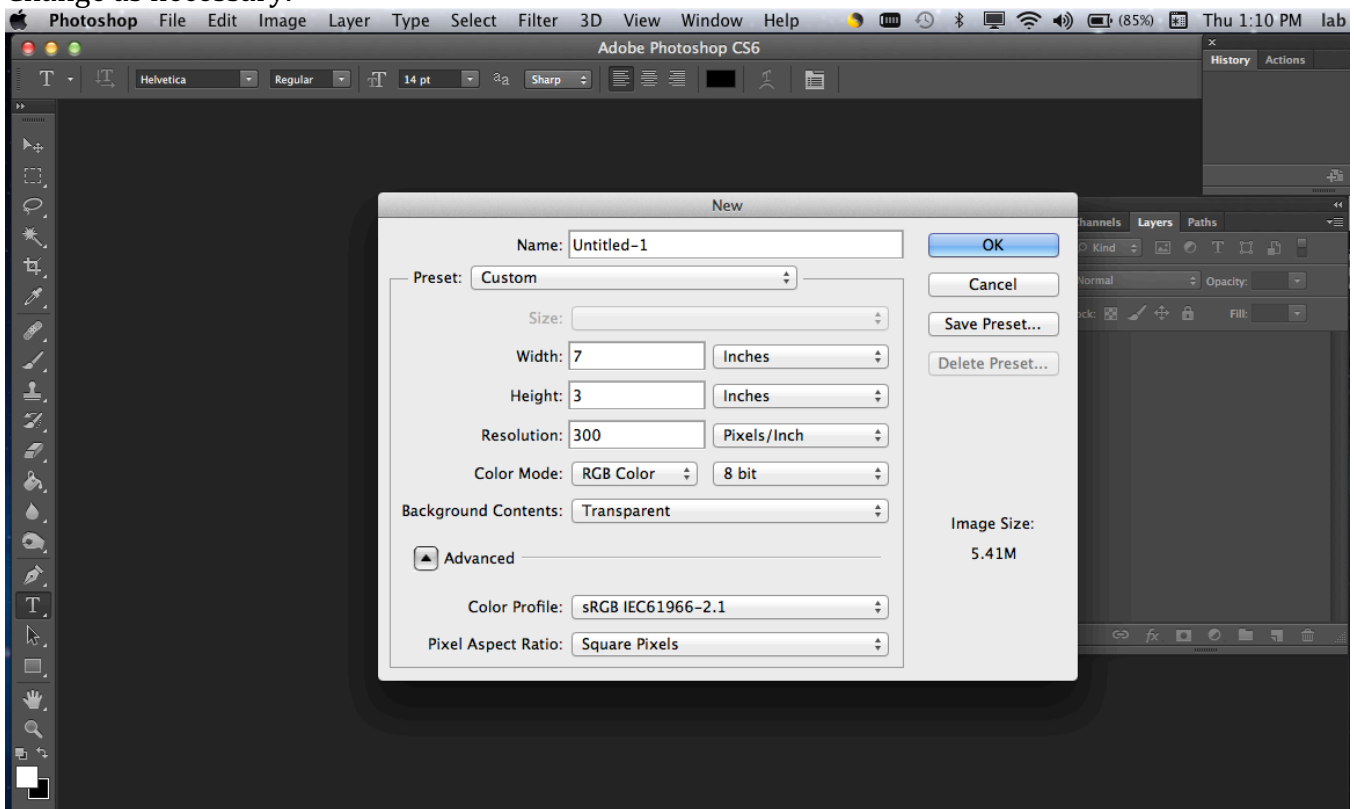 change as necessary.
Photoshop File Edit Image Layer Type Select Filter 3D View Window Help (85%) Thu 1:10 PM lab
Adobe Photoshop CS6
History Actions
T Helvetica Regular T 14 pt aa Sharp
New
Name: Untitled-1
OK
Channels Layers Paths
Kind T
Preset: Custom
Cancel
Normal Opacity:
Size:
Save Preset...
Fill:
Width: 7 Inches
Delete Preset...
Height: 3 Inches
Resolution: 300 Pixels/Inch
Color Mode: RGB Color 8 bit
Background Contents: Transparent
Image Size:
5.41M
Advanced
Color Profile: sRGB IEC61966-2.1
T
fx
Pixel Aspect Ratio: Square Pixels